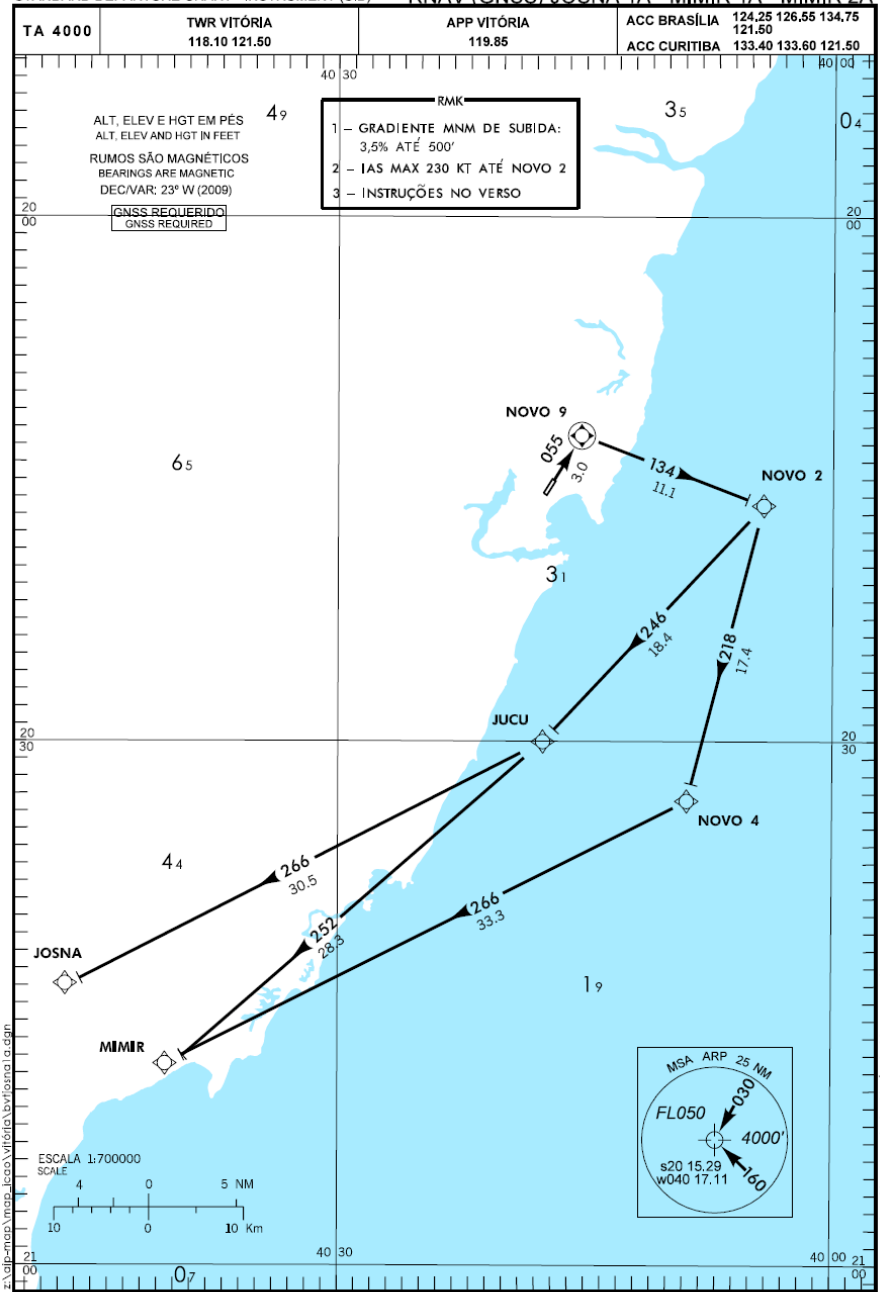 RNAV (GNSS) JOSNA 1A - MIMIR 1A - MIMIR 2A
TA 4000
TWR VITÓRIA
118.10 121.50
APP VITÓRIA
119.85
ACC BRASÍLIA 124,25 126,55 134,75
121.50
ACC CURITIBA 133.40 133.60 121.50
40 30
40 00
ALT, ELEV E HGT EM PÉS
ALT, ELEV AND HGT IN FEET
RUMOS SÃO MAGNÉTICOS
BEARINGS ARE MAGNETIC
DEC/VAR: 23° W (2009)
GNSS REQUERIDO
GNSS REQUIRED
49
RMK
1 – GRADIENTE MNM DE SUBIDA:
3,5% ATÉ 500'
2 – IAS MAX 230 KT ATÉ NOVO 2
3 – INSTRUÇÕES NO VERSO
35
04
20
00
20
00
NOVO 9
055
3.0
134
11.1
NOVO 2
65
31
246
18.4
218
17.4
JUCU
20
30
20
30
NOVO 4
44
266
30.5
266
33.3
252
28.3
JOSNA
19
MIMIR
MSA ARP 25 NM
030
FL050
4000'
s20 15.29
w040 17.11
160
ESCALA 1:700000
SCALE
4 0 5 NM
10 0 10 Km
z:\aip-map\map_icao\vitória\bvtjosna1a.dgn
21
00
07
40 30
40 00
21
00